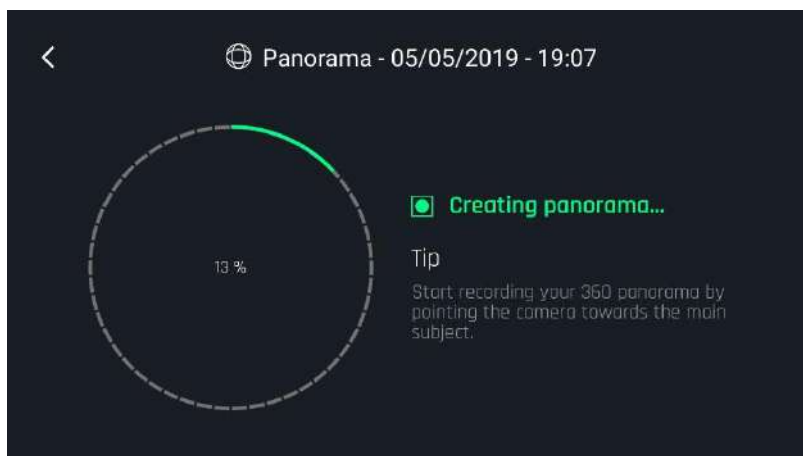 Panorama - 05/05/2019 - 19:07
13 %
Creating panorama...
Tip
Start recording your 360 panorama by
pointing the camera towards the main
subject.